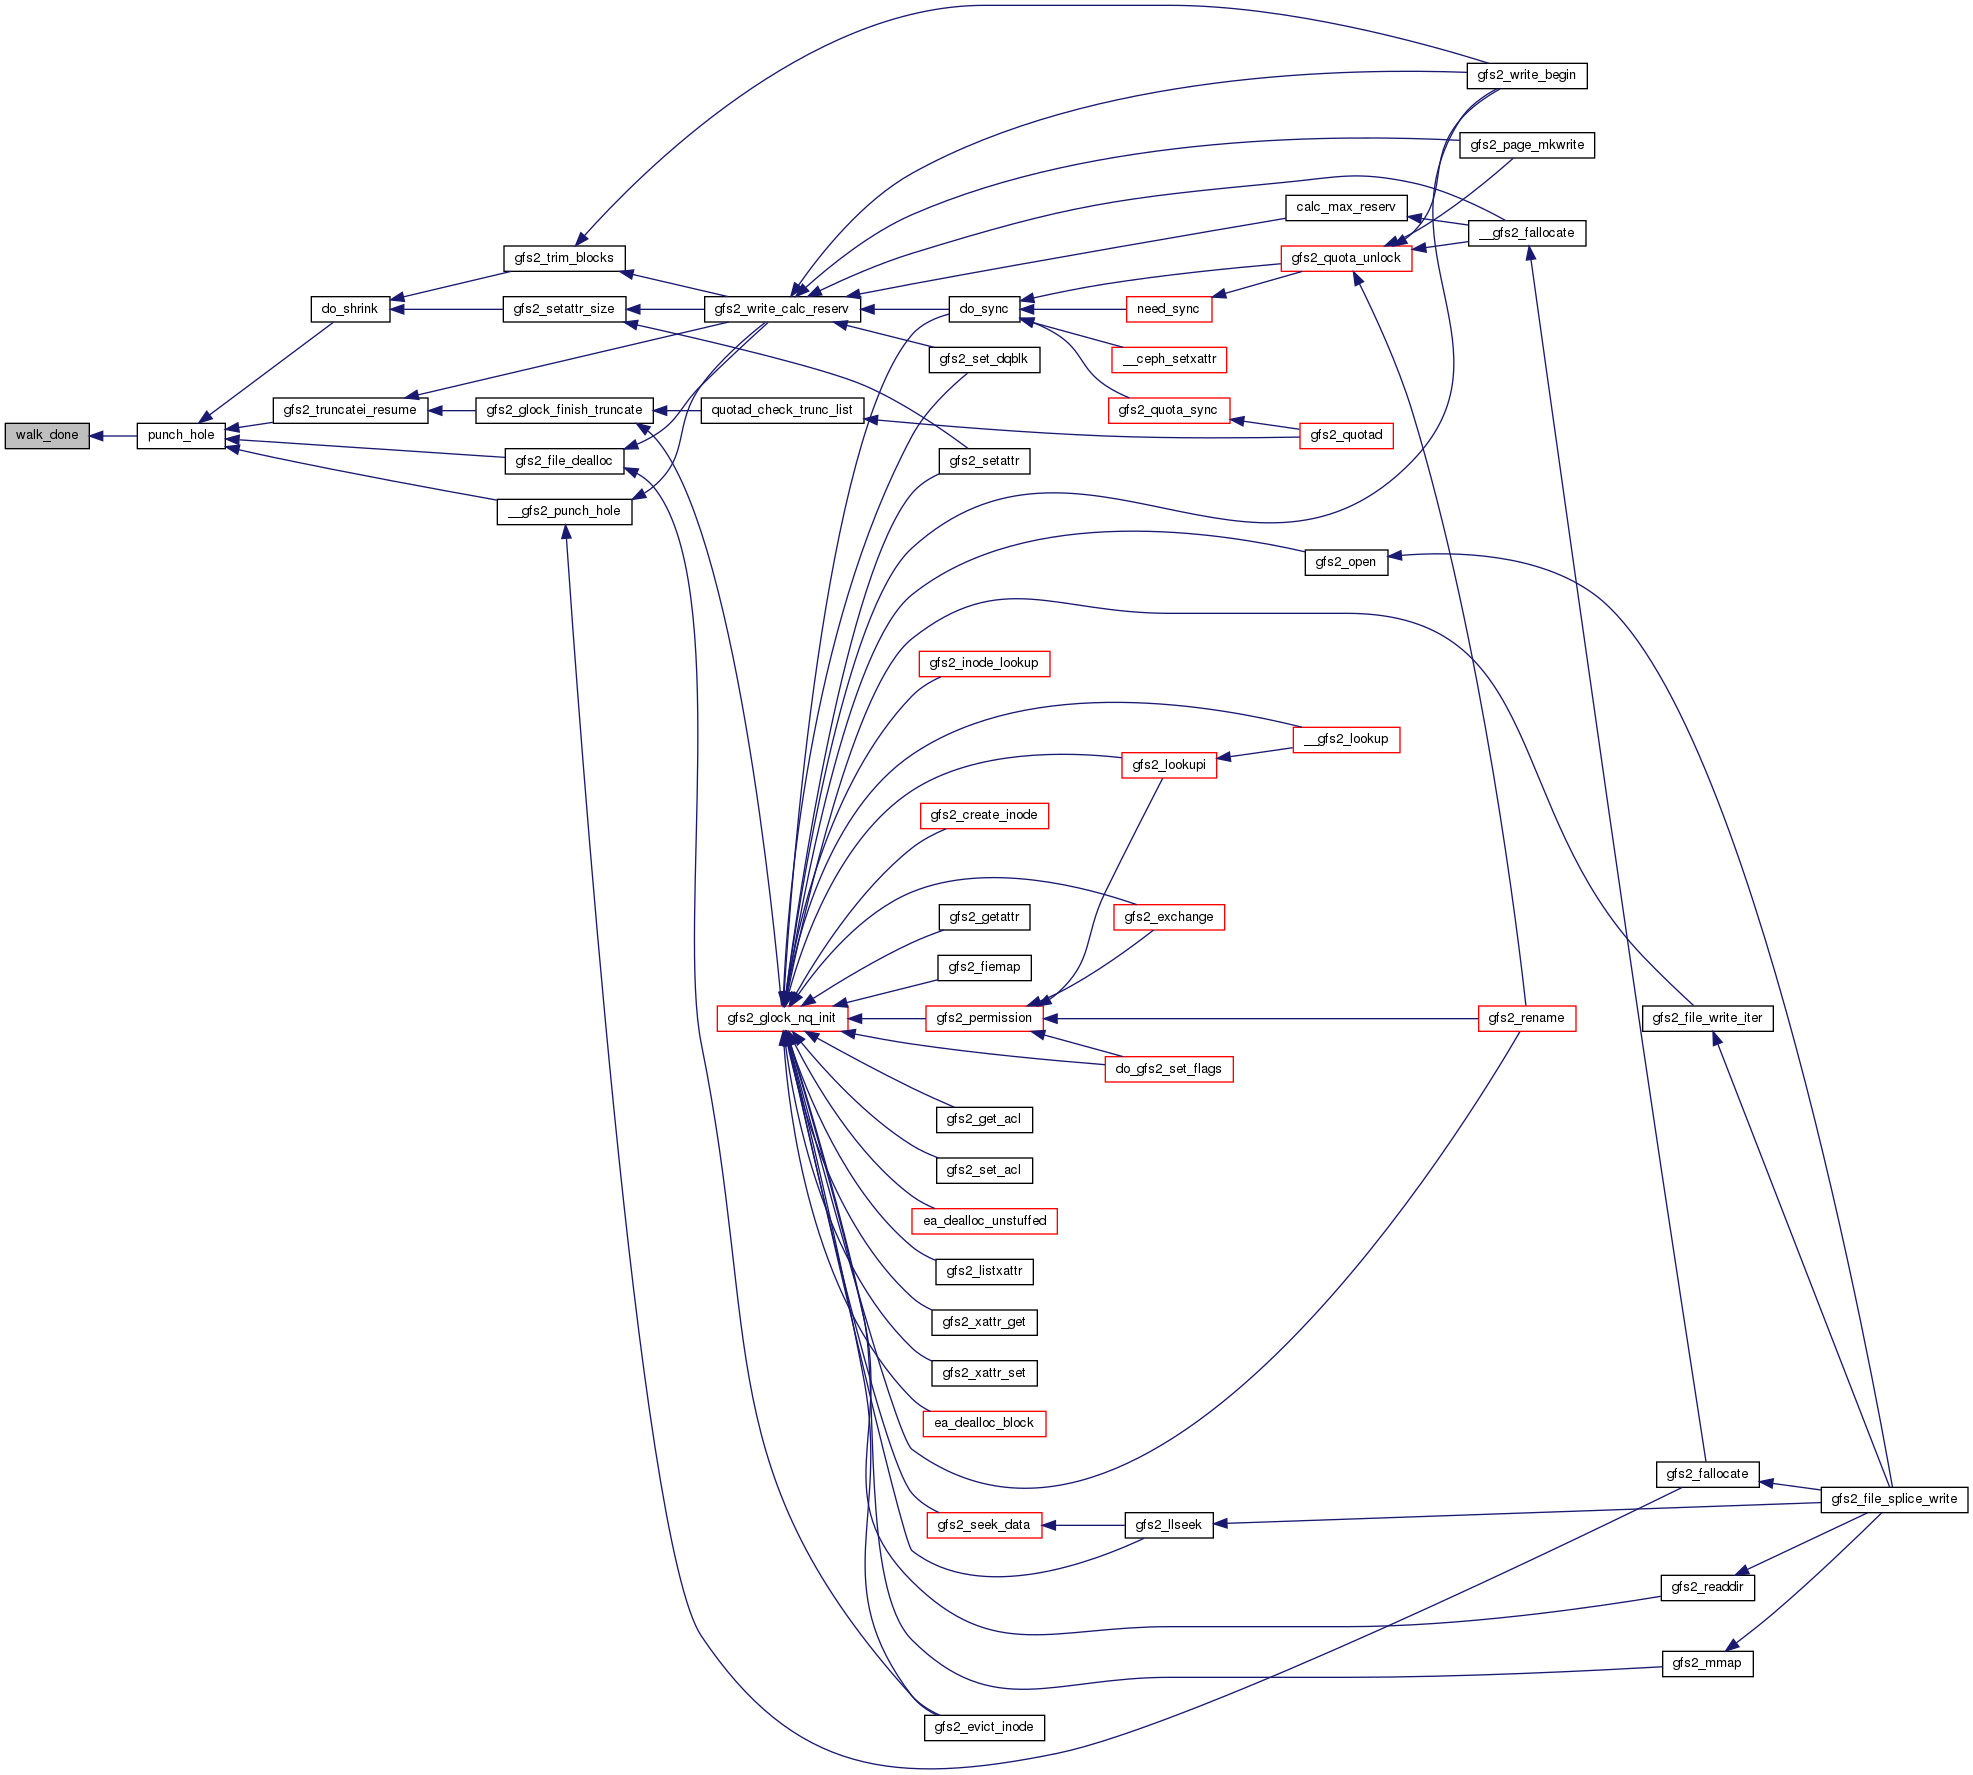 walk_done
punch_hole
do_shrink
gfs2_truncatei_resume
gfs2_trim_blocks
gfs2_setattr_size
gfs2_glock_finish_truncate
gfs2_file_dealloc
__gfs2_punch_hole
gfs2_write_calc_reserv
quotad_check_trunc_list
gfs2_glock_nq_init
do_sync
gfs2_set_dqblk
gfs2_setattr
gfs2_inode_lookup
gfs2_create_inode
gfs2_getattr
gfs2_fiemap
gfs2_permission
gfs2_get_acl
gfs2_set_acl
ea_dealloc_unstuffed
gfs2_listxattr
gfs2_xattr_get
gfs2_xattr_set
ea_dealloc_block
gfs2_seek_data
gfs2_evict_inode
need_sync
__ceph_setxattr
gfs2_quota_sync
gfs2_lookupi
gfs2_exchange
do_gfs2_set_flags
gfs2_llseek
calc_max_reserv
gfs2_quota_unlock
gfs2_quotad
gfs2_open
__gfs2_lookup
gfs2_write_begin
gfs2_page_mkwrite
__gfs2_fallocate
gfs2_rename
gfs2_file_write_iter
gfs2_fallocate
gfs2_readdir
gfs2_mmap
gfs2_file_splice_write